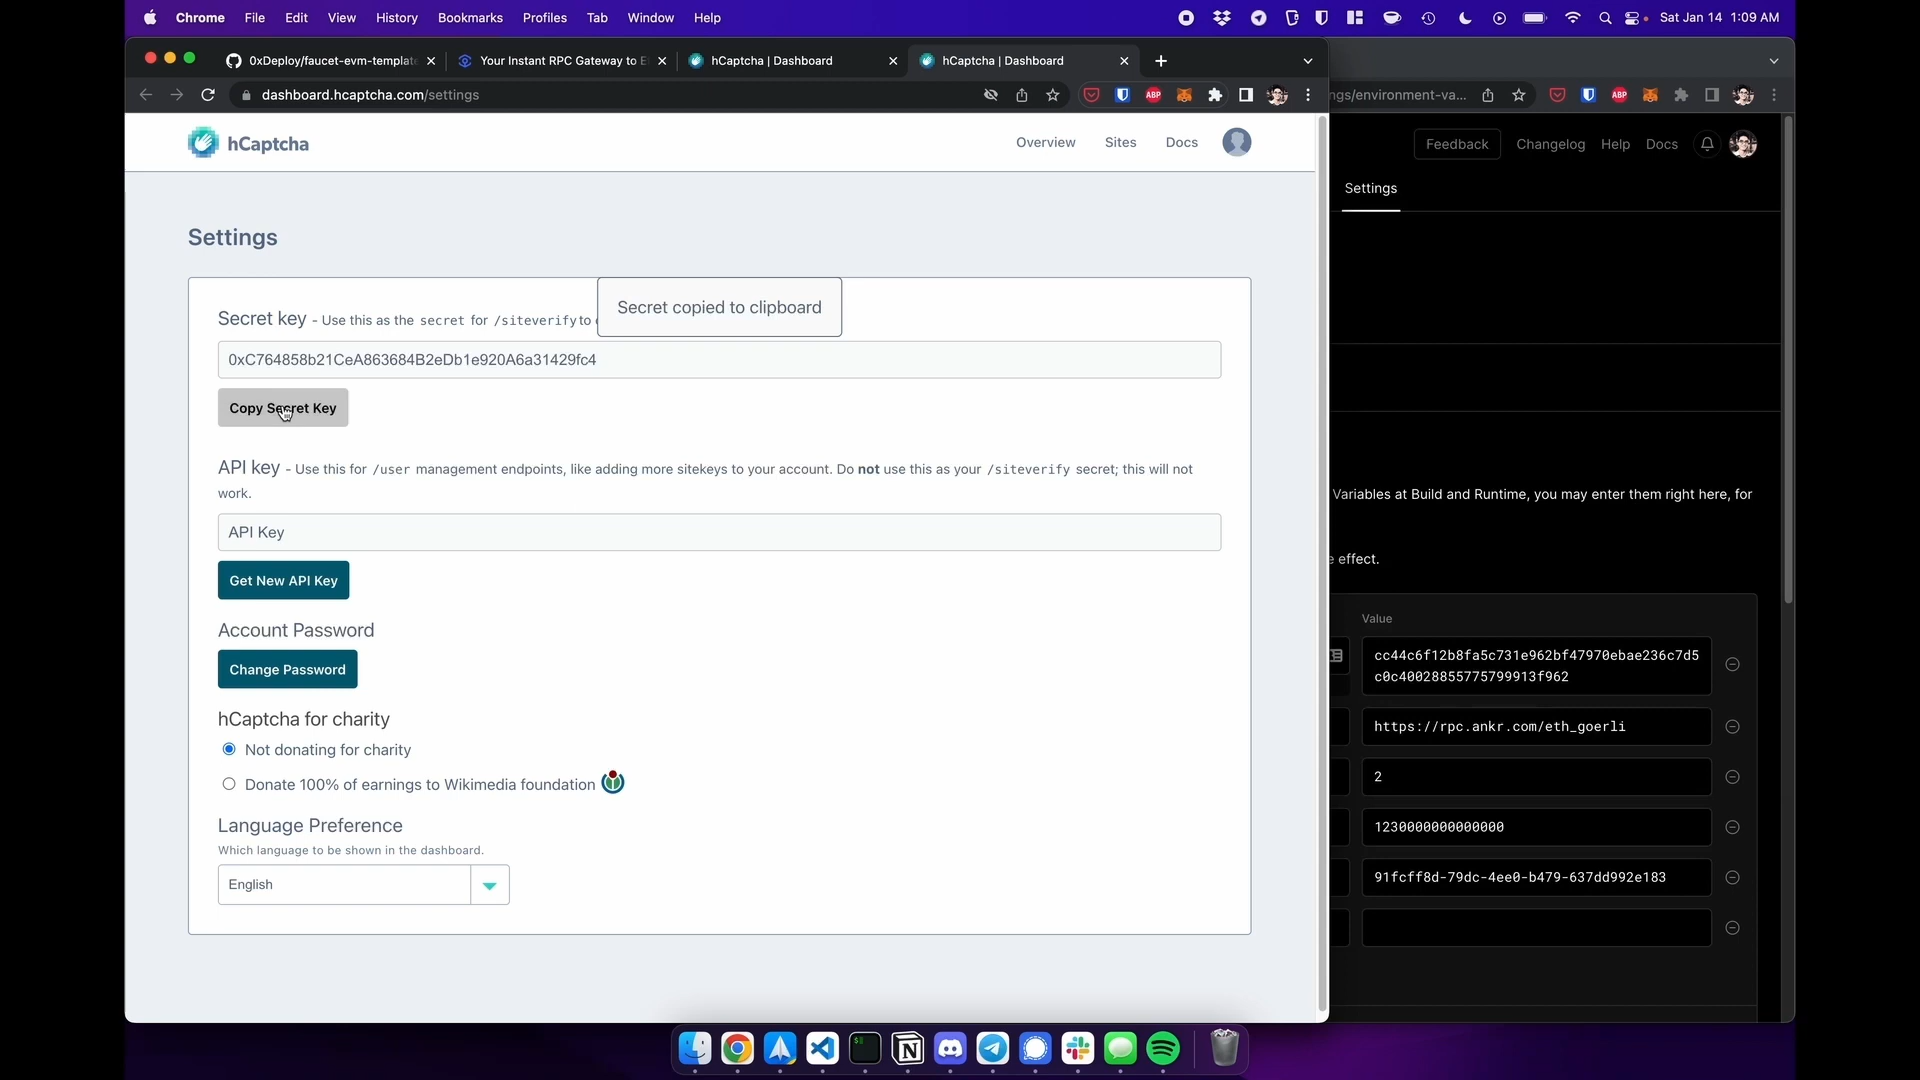 Chrome File Edit View History Bookmarks Profiles Tab Window Help
Sat Jan 14 1:09 AM
0xDeploy/faucet-evm-template
Your Instant RPC Gateway to E
hCaptcha | Dashboard
hCaptcha | Dashboard
dashboard.hcaptcha.com/settings
ABP
ngs/environment-va...
ABP
hCaptcha
Overview
Sites
Docs
Feedback
Changelog
Help
Docs
Settings
Settings
Secret copied to clipboard
Secret key - Use this as the secret for /siteverify to
0xC764858b21CeA863684B2eDb1e920A6a31429fc4
Copy Secret Key
API key - Use this for /user management endpoints, like adding more sitekeys to your account. Do not use this as your /siteverify secret; this will not
work.
API Key
Get New API Key
Account Password
Change Password
hCaptcha for charity
Not donating for charity
Donate 100% of earnings to Wikimedia foundation
Language Preference
Which language to be shown in the dashboard.
English
Variables at Build and Runtime, you may enter them right here, for
e effect.
Value
cc44c6f12b8fa5c731e962bf47970ebae236c7d5
c0c40028855775799913f962
https://rpc.ankr.com/eth_goerli
2
1230000000000000
91fcff8d-79dc-4ee0-b479-637dd992e183